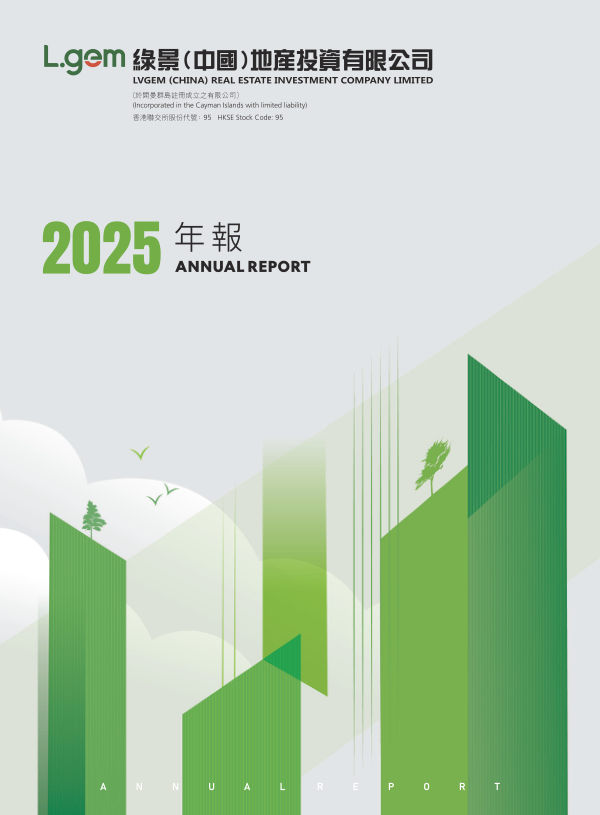 L.gem 綠景(中國)地產投資有限公司
LVGEM (CHINA) REAL ESTATE INVESTMENT COMPANY LIMITED
(於開曼群島註冊成立之有限公司)
(Incorporated in the Cayman Islands with limited liability)
香港聯交所股份代號: 95 HKSE Stock Code: 95
2025 年報
ANNUAL REPORT
ANNUAL REPORT